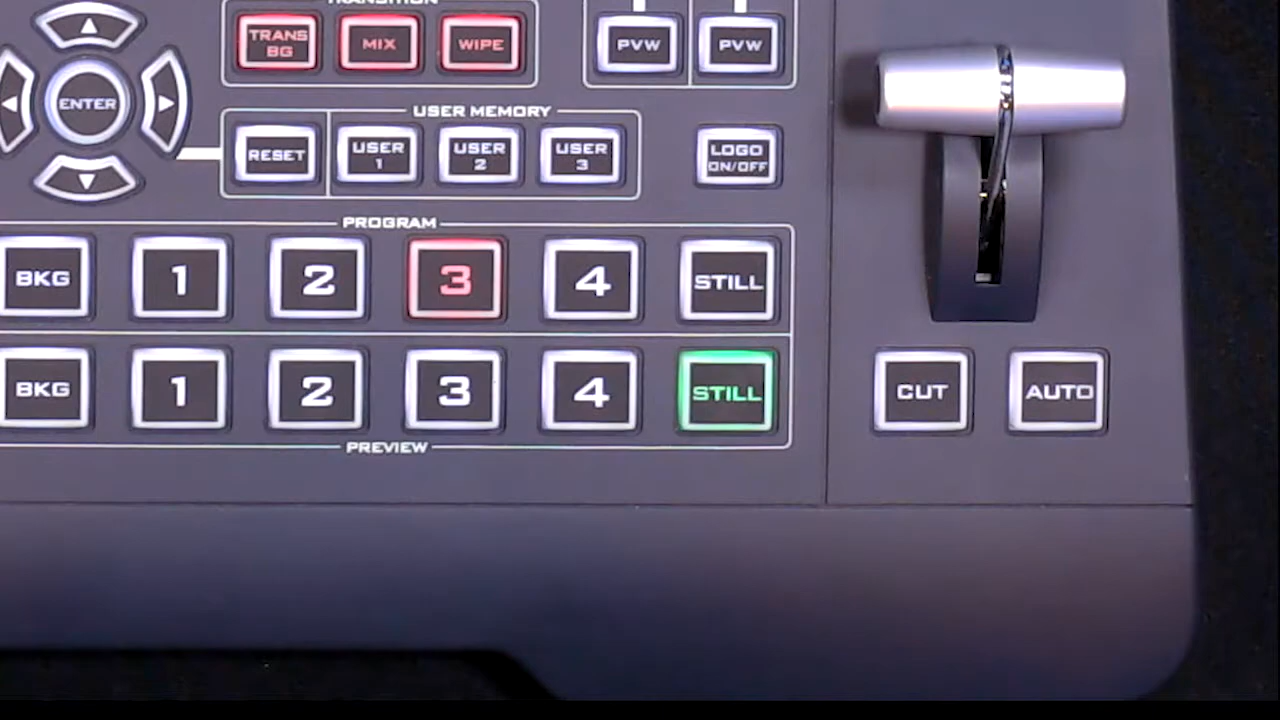 TRANSITION
TRANS BG MIX WIPE PVW PVW
ENTER
USER MEMORY
RESET USER 1 USER 2 USER 3 LOGO ON/OFF
PROGRAM
BKG 1 2 3 4 STILL
BKG 1 2 3 4 STILL CUT AUTO
PREVIEW